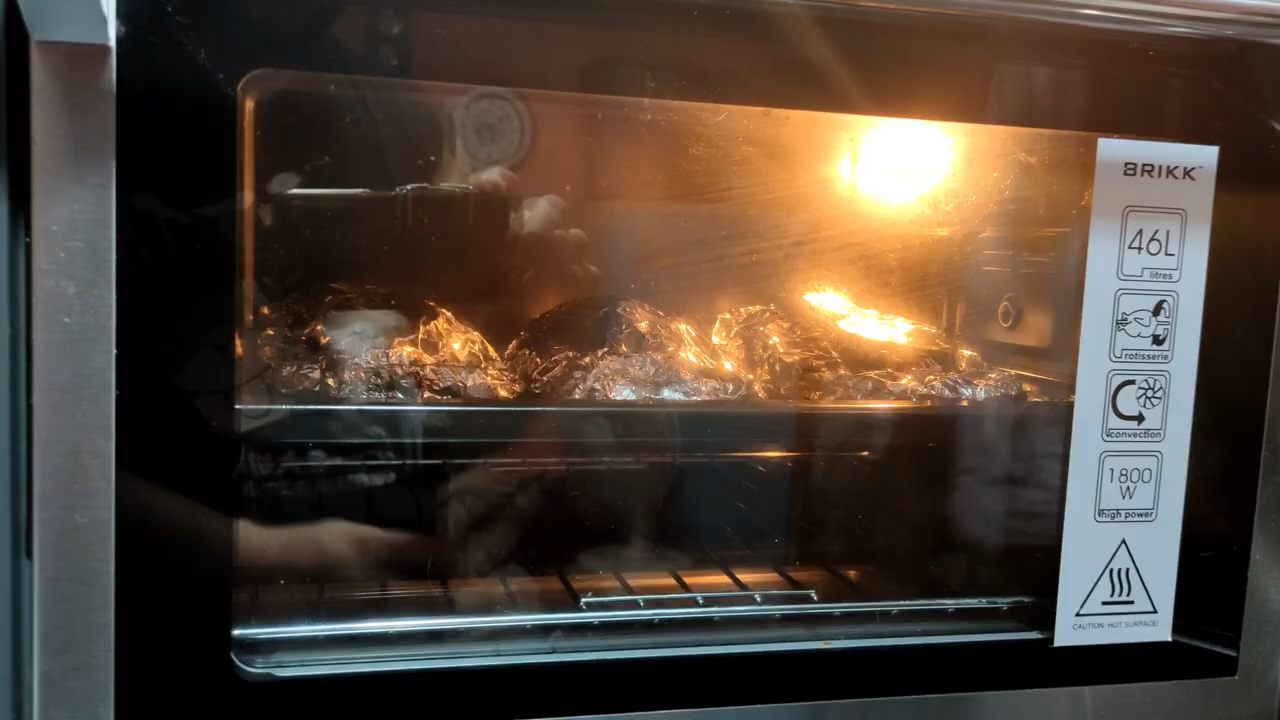 BRIKK™
46L
litres
rotisserie
convection
1800
W
high power
CAUTION: HOT SURFACE!